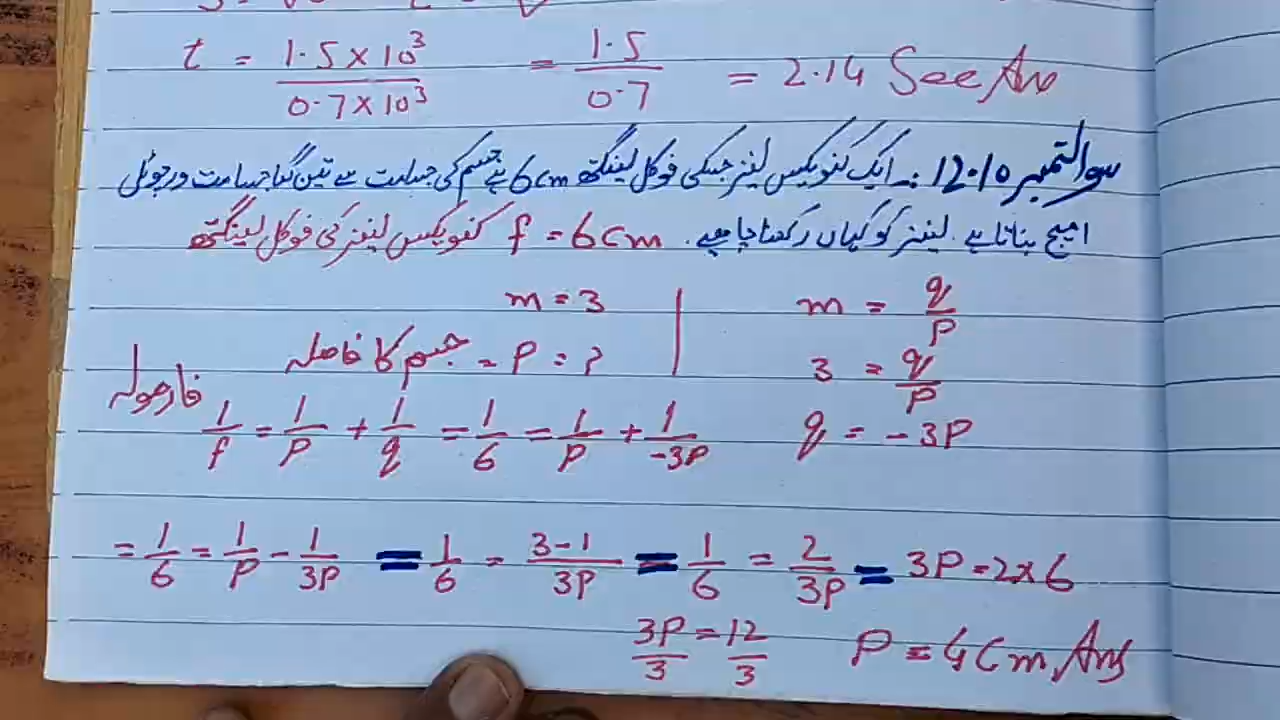 t = 1.5×10³ / 0.7×10³ = 1.5 / 0.7 = 2.14 Sec Ans
سوال نمبر 12.10:۔ ایک کنویکس لینز جسکی فوکل لینگتھ 6cm ہے جسم کی جسامت سے تین گنا جسامت ورچوئل
امیج بناتا ہے۔ لینز کو کہاں رکھنا چاہیے۔ f = 6cm کنویکس لینز کی فوکل لینگتھ
m = 3 | m = q/p
جسم کا فاصلہ = P = ? | 3 = q/p
فارمولہ
1/f = 1/p + 1/q = 1/6 = 1/p + 1/-3P q = -3P
= 1/6 = 1/p - 1/3P = 1/6 = 3-1/3P = 1/6 = 2/3P = 3P = 2×6
3P/3 = 12/3 P = 4cm Ans